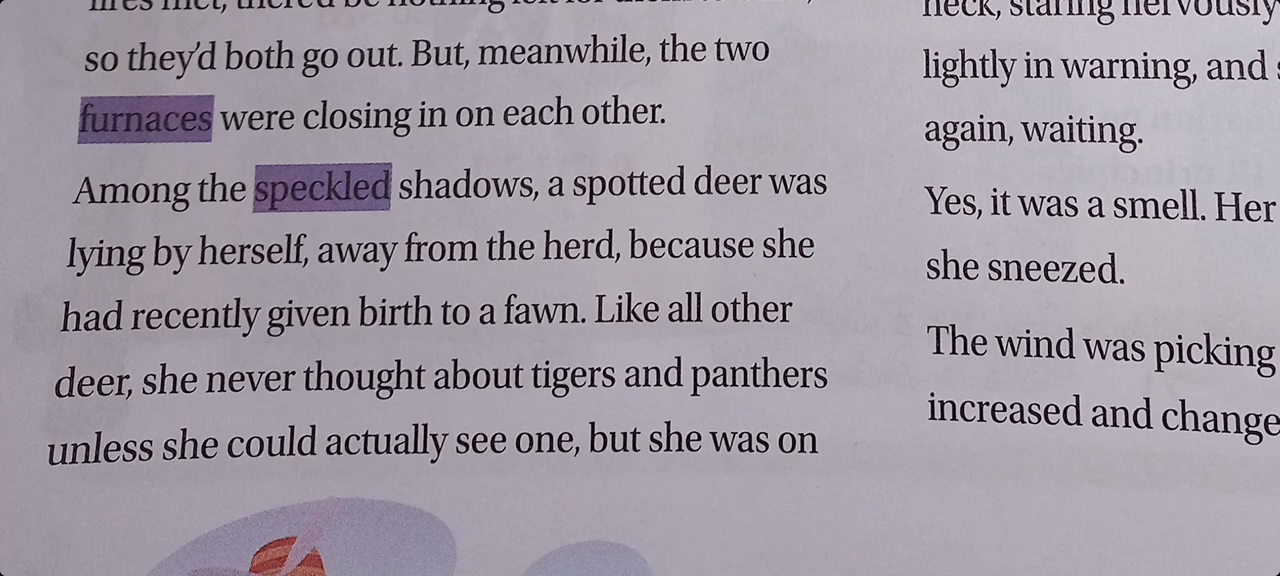 so they'd both go out. But, meanwhile, the two
furnaces were closing in on each other.
Among the speckled shadows, a spotted deer was
lying by herself, away from the herd, because she
had recently given birth to a fawn. Like all other
deer, she never thought about tigers and panthers
unless she could actually see one, but she was on
neck, staring nervously
lightly in warning, and
again, waiting.
Yes, it was a smell. Her
she sneezed.
The wind was picking
increased and change